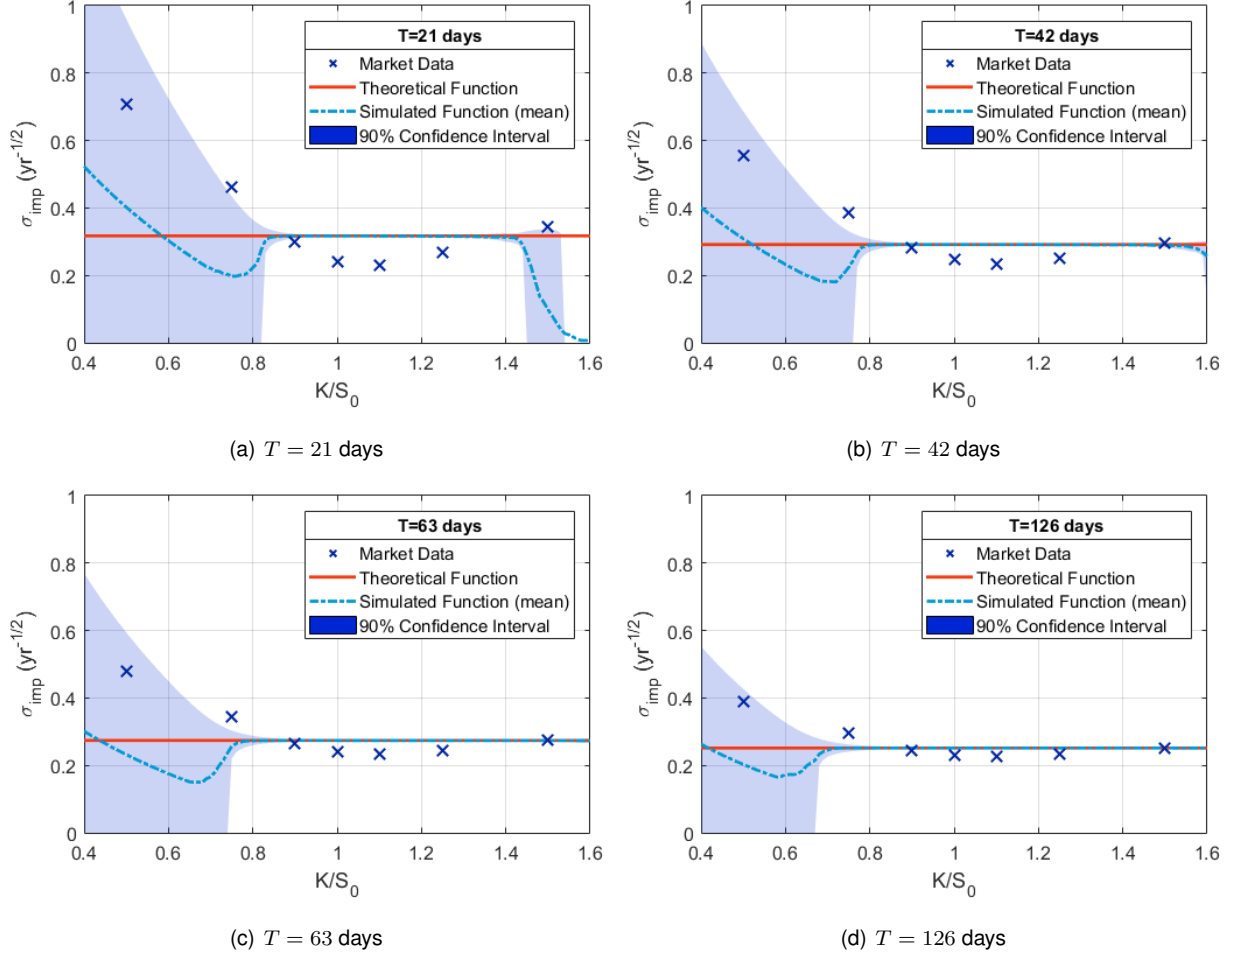 T=21 days
Market Data
Theoretical Function
Simulated Function (mean)
90% Confidence Interval
σimp (yr-1/2)
1
0.8
0.6
0.4
0.2
0
0.4 0.6 0.8 1 1.2 1.4 1.6
K/S0
(a) T = 21 days
T=42 days
Market Data
Theoretical Function
Simulated Function (mean)
90% Confidence Interval
σimp (yr-1/2)
1
0.8
0.6
0.4
0.2
0
0.4 0.6 0.8 1 1.2 1.4 1.6
K/S0
(b) T = 42 days
T=63 days
Market Data
Theoretical Function
Simulated Function (mean)
90% Confidence Interval
σimp (yr-1/2)
1
0.8
0.6
0.4
0.2
0
0.4 0.6 0.8 1 1.2 1.4 1.6
K/S0
(c) T = 63 days
T=126 days
Market Data
Theoretical Function
Simulated Function (mean)
90% Confidence Interval
σimp (yr-1/2)
1
0.8
0.6
0.4
0.2
0
0.4 0.6 0.8 1 1.2 1.4 1.6
K/S0
(d) T = 126 days